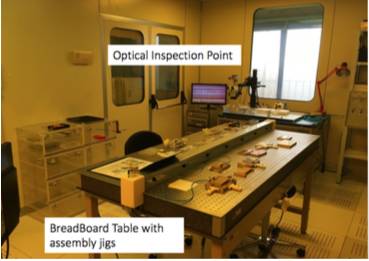 Optical Inspection Point
BreadBoard Table with
assembly jigs